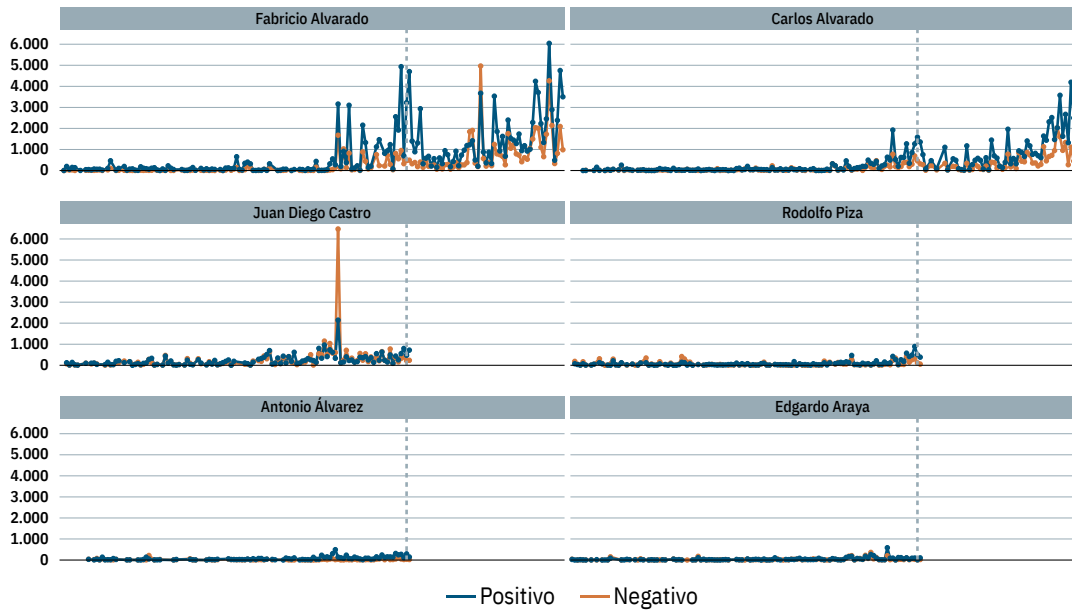 Fabricio Alvarado
Carlos Alvarado
6.000
5.000
4.000
3.000
2.000
1.000
0
Juan Diego Castro
Rodolfo Piza
6.000
5.000
4.000
3.000
2.000
1.000
0
Antonio Álvarez
Edgardo Araya
6.000
5.000
4.000
3.000
2.000
1.000
0
Positivo
Negativo